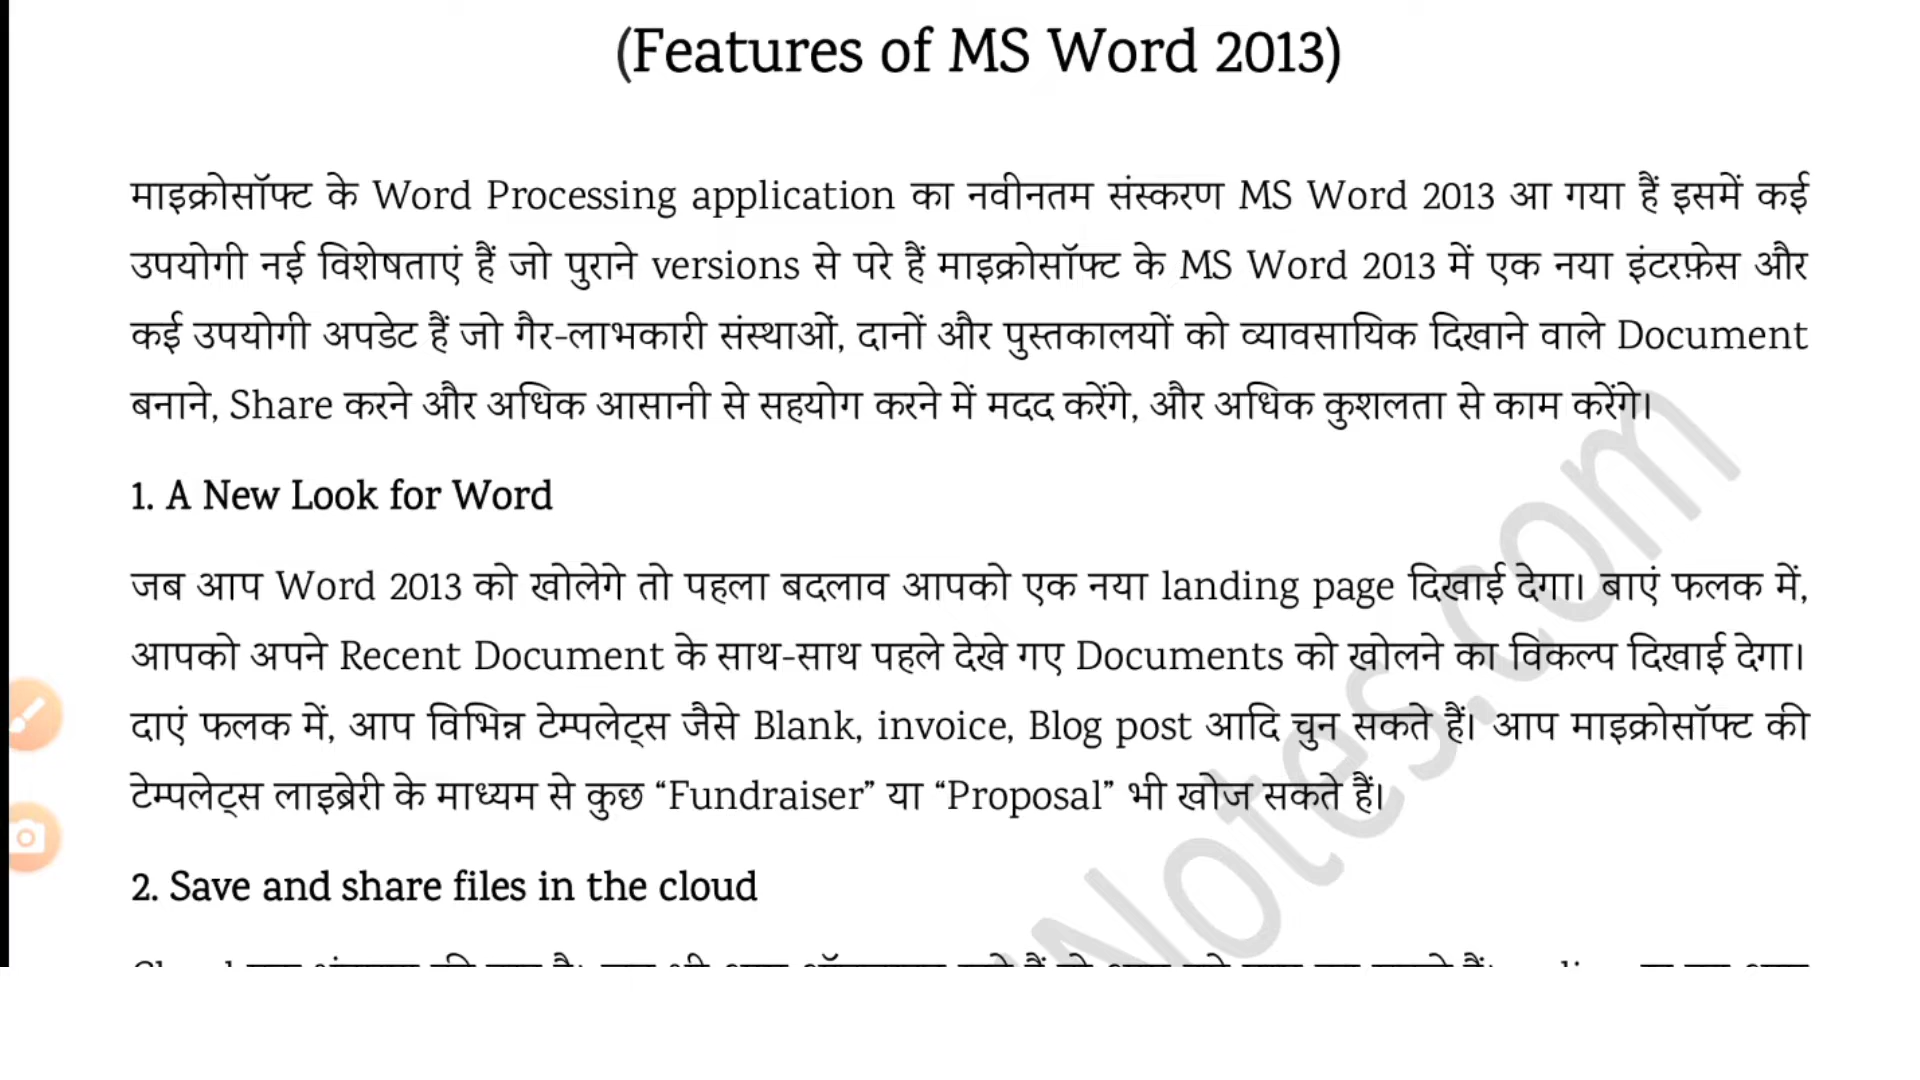 (Features of MS Word 2013)
माइक्रोसॉफ्ट के Word Processing application का नवीनतम संस्करण MS Word 2013 आ गया हैं इसमें कई
उपयोगी नई विशेषताएं हैं जो पुराने versions से परे हैं माइक्रोसॉफ्ट के MS Word 2013 में एक नया इंटरफ़ेस और
कई उपयोगी अपडेट हैं जो गैर-लाभकारी संस्थाओं, दानों और पुस्तकालयों को व्यावसायिक दिखाने वाले Document
बनाने, Share करने और अधिक आसानी से सहयोग करने में मदद करेंगे, और अधिक कुशलता से काम करेंगे।
1. A New Look for Word
जब आप Word 2013 को खोलेगे तो पहला बदलाव आपको एक नया landing page दिखाई देगा। बाएं फलक में,
आपको अपने Recent Document के साथ-साथ पहले देखे गए Documents को खोलने का विकल्प दिखाई देगा।
दाएं फलक में, आप विभिन्न टेम्पलेट्स जैसे Blank, invoice, Blog post आदि चुन सकते हैं। आप माइक्रोसॉफ्ट की
टेम्पलेट्स लाइब्रेरी के माध्यम से कुछ “Fundraiser” या “Proposal” भी खोज सकते हैं।
2. Save and share files in the cloud
Notes.com